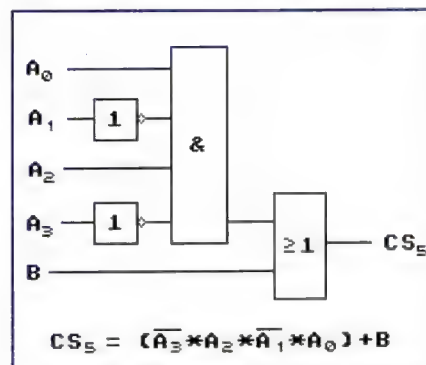 A₀
A₁ 1
&
A₂
A₃ 1
≥1 CS₅
B
CS₅ = (A̅₃*A₂*A̅₁*A₀)+B